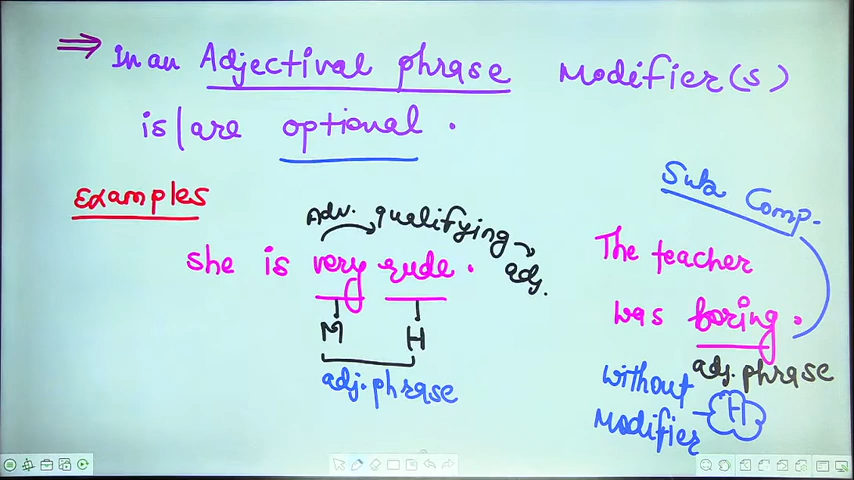 ⇒ In an Adjectival phrase Modifier(s)
is/are optional.
Examples
Adv. qualifying adj.
she is very rude.
M H
adj. phrase
Sub Comp.
The teacher
was boring.
adj. phrase
without
Modifier H